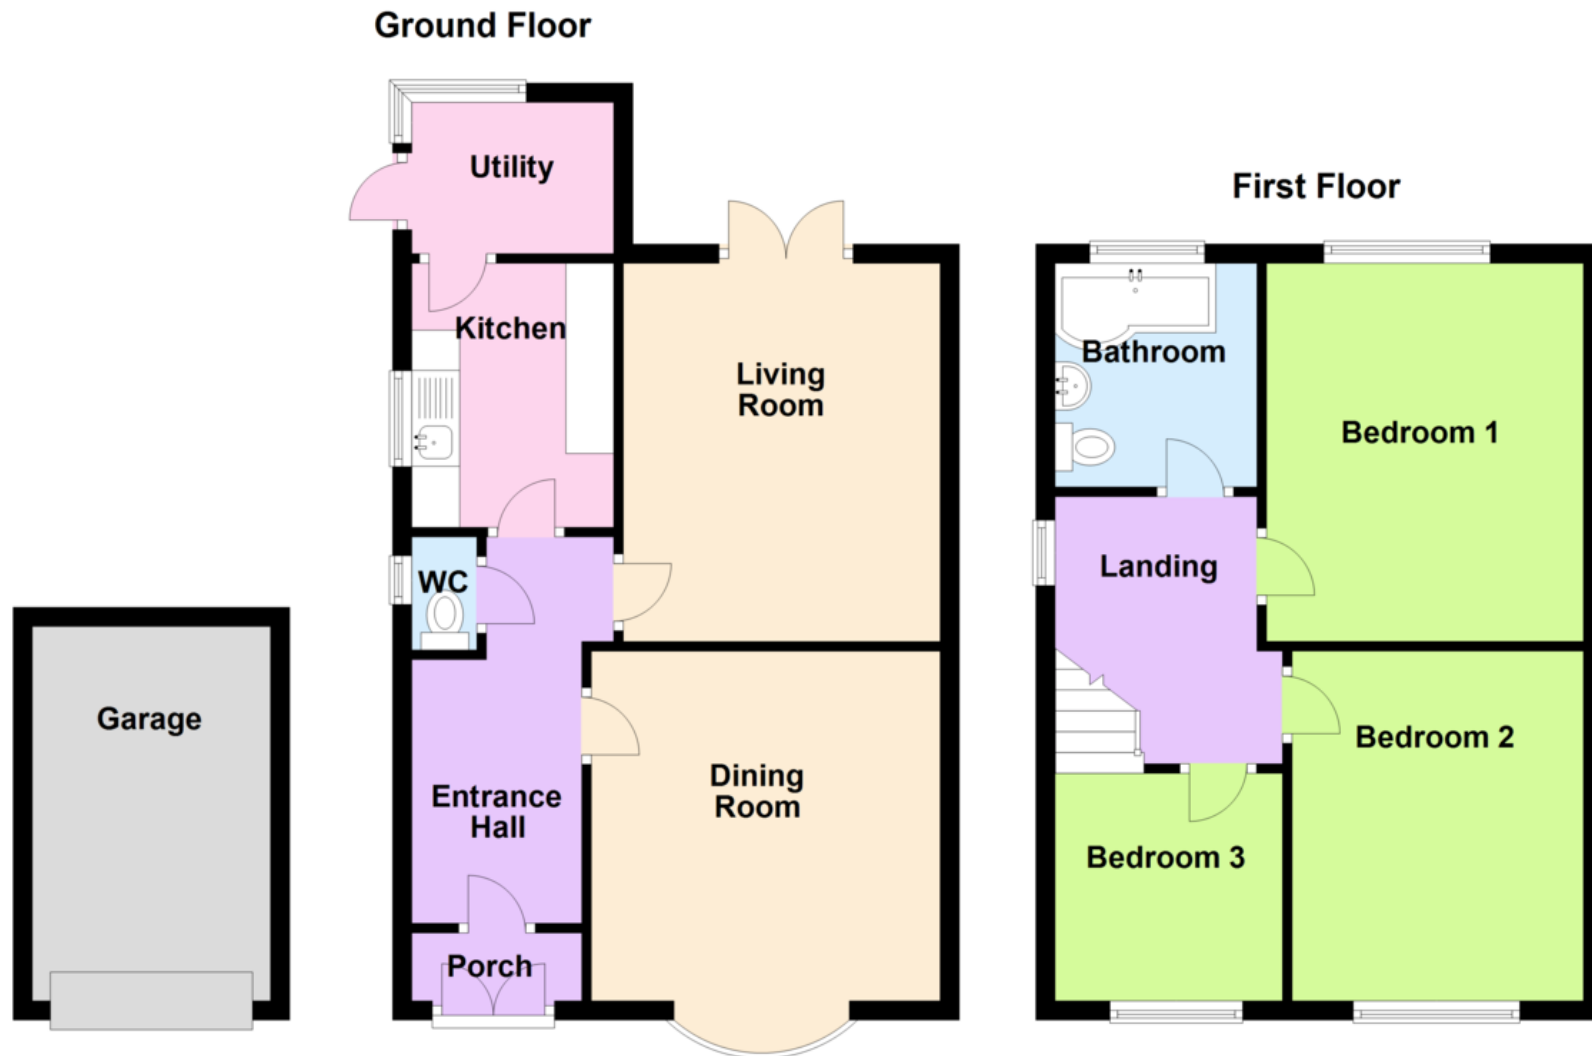 Ground Floor
Utility
Kitchen
Living
Room
WC
Garage
Entrance
Hall
Dining
Room
Porch
First Floor
Bathroom
Bedroom 1
Landing
Bedroom 2
Bedroom 3